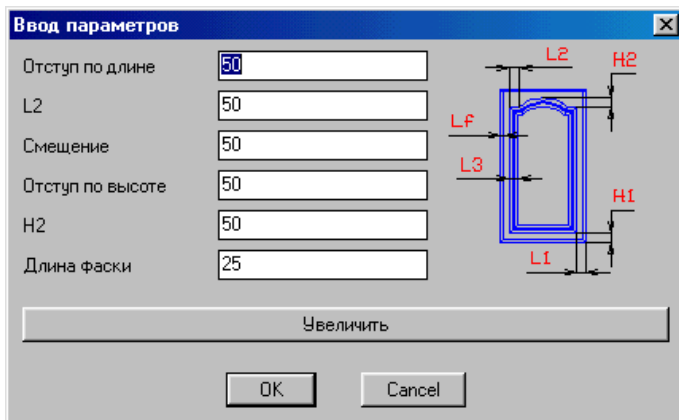 Ввод параметров
Отступ по длине 50
L2 50
Смещение 50
Отступ по высоте 50
H2 50
Длина фаски 25
L2 H2
Lf
L3
H1
L1
Увеличить
OK Cancel